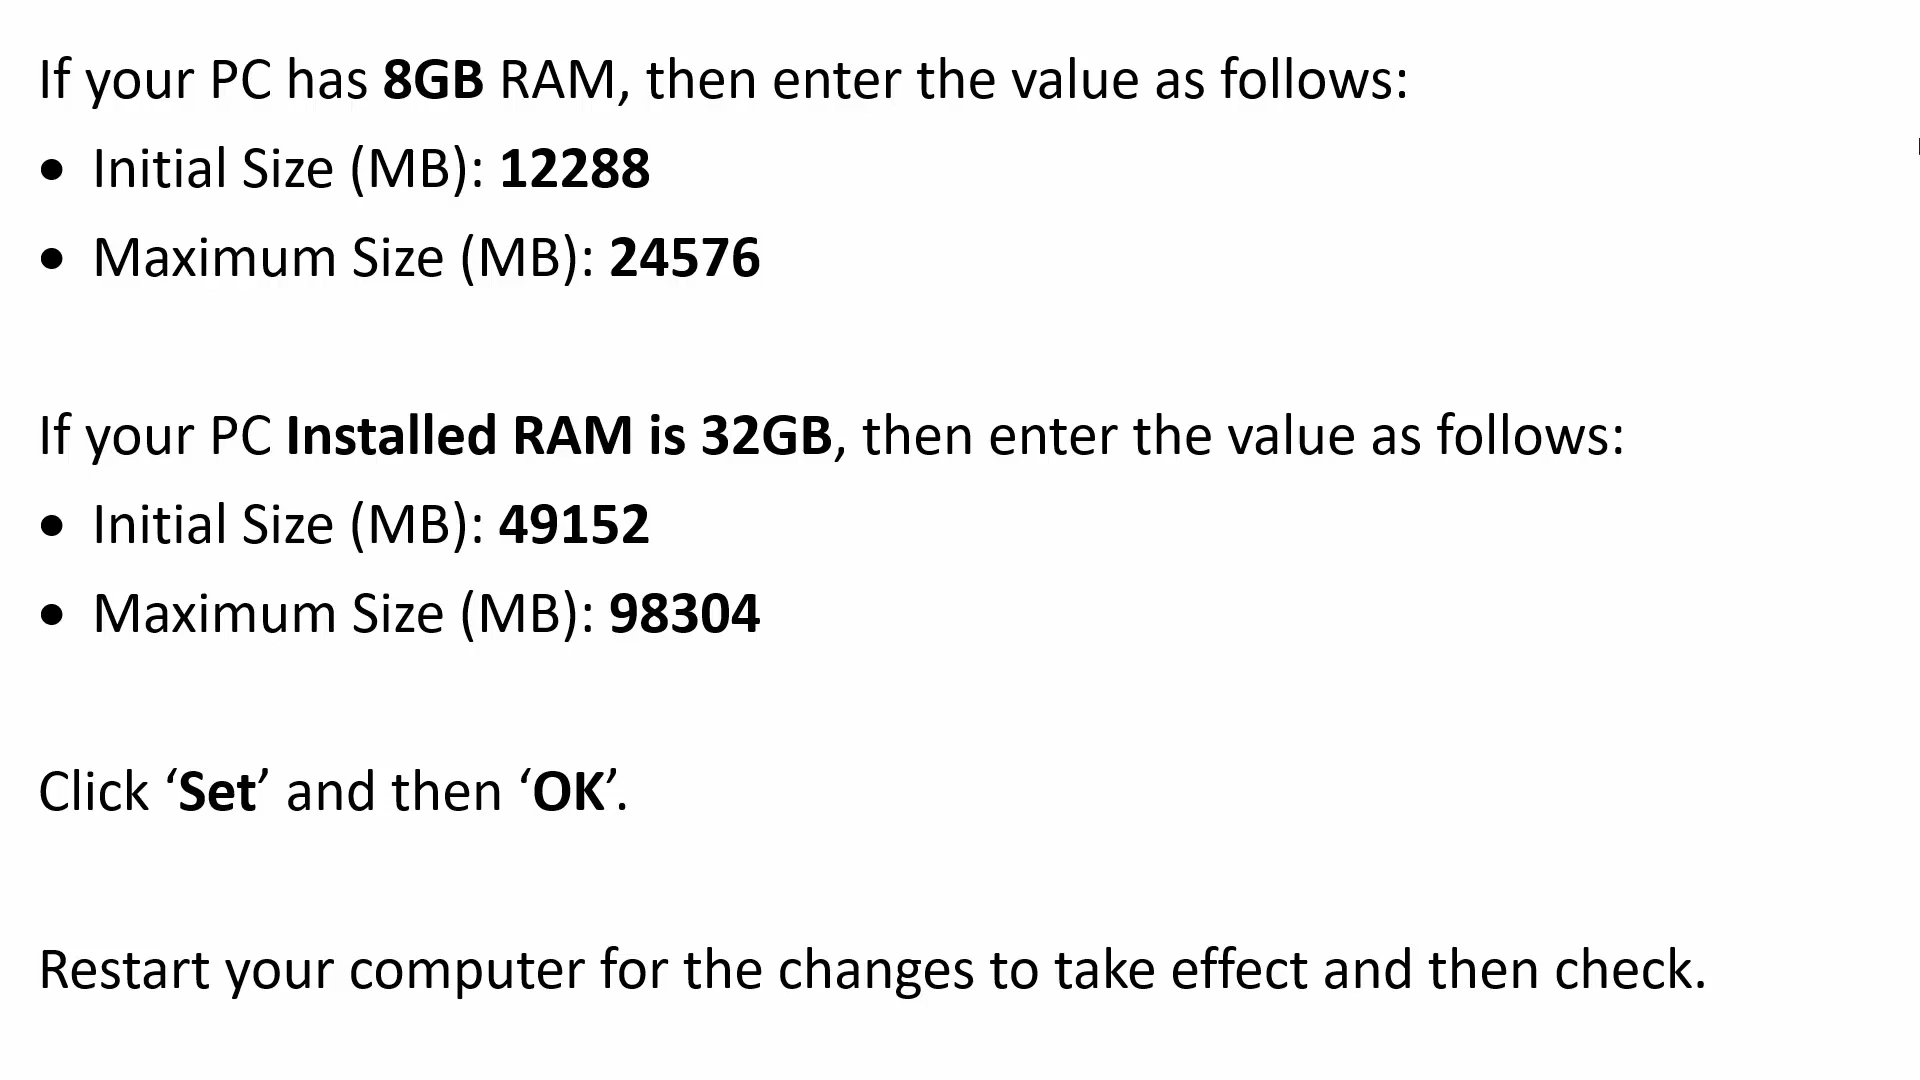 If your PC has 8GB RAM, then enter the value as follows:
• Initial Size (MB): 12288
• Maximum Size (MB): 24576
If your PC Installed RAM is 32GB, then enter the value as follows:
• Initial Size (MB): 49152
• Maximum Size (MB): 98304
Click ‘Set’ and then ‘OK’.
Restart your computer for the changes to take effect and then check.